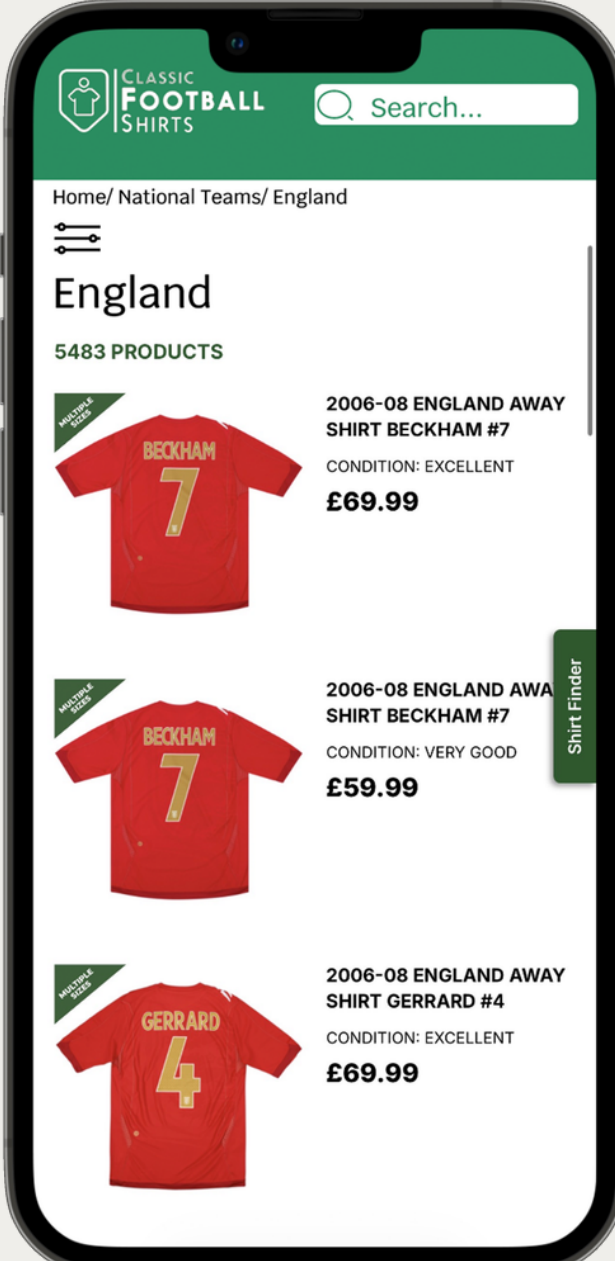 CLASSIC
FOOTBALL
SHIRTS
Search...
Home/ National Teams/ England
England
5483 PRODUCTS
MULTIPLE
SIZES
BECKHAM
7
2006-08 ENGLAND AWAY
SHIRT BECKHAM #7
CONDITION: EXCELLENT
£69.99
MULTIPLE
SIZES
BECKHAM
7
2006-08 ENGLAND AWA
SHIRT BECKHAM #7
CONDITION: VERY GOOD
£59.99
Shirt Finder
MULTIPLE
SIZES
GERRARD
4
2006-08 ENGLAND AWAY
SHIRT GERRARD #4
CONDITION: EXCELLENT
£69.99